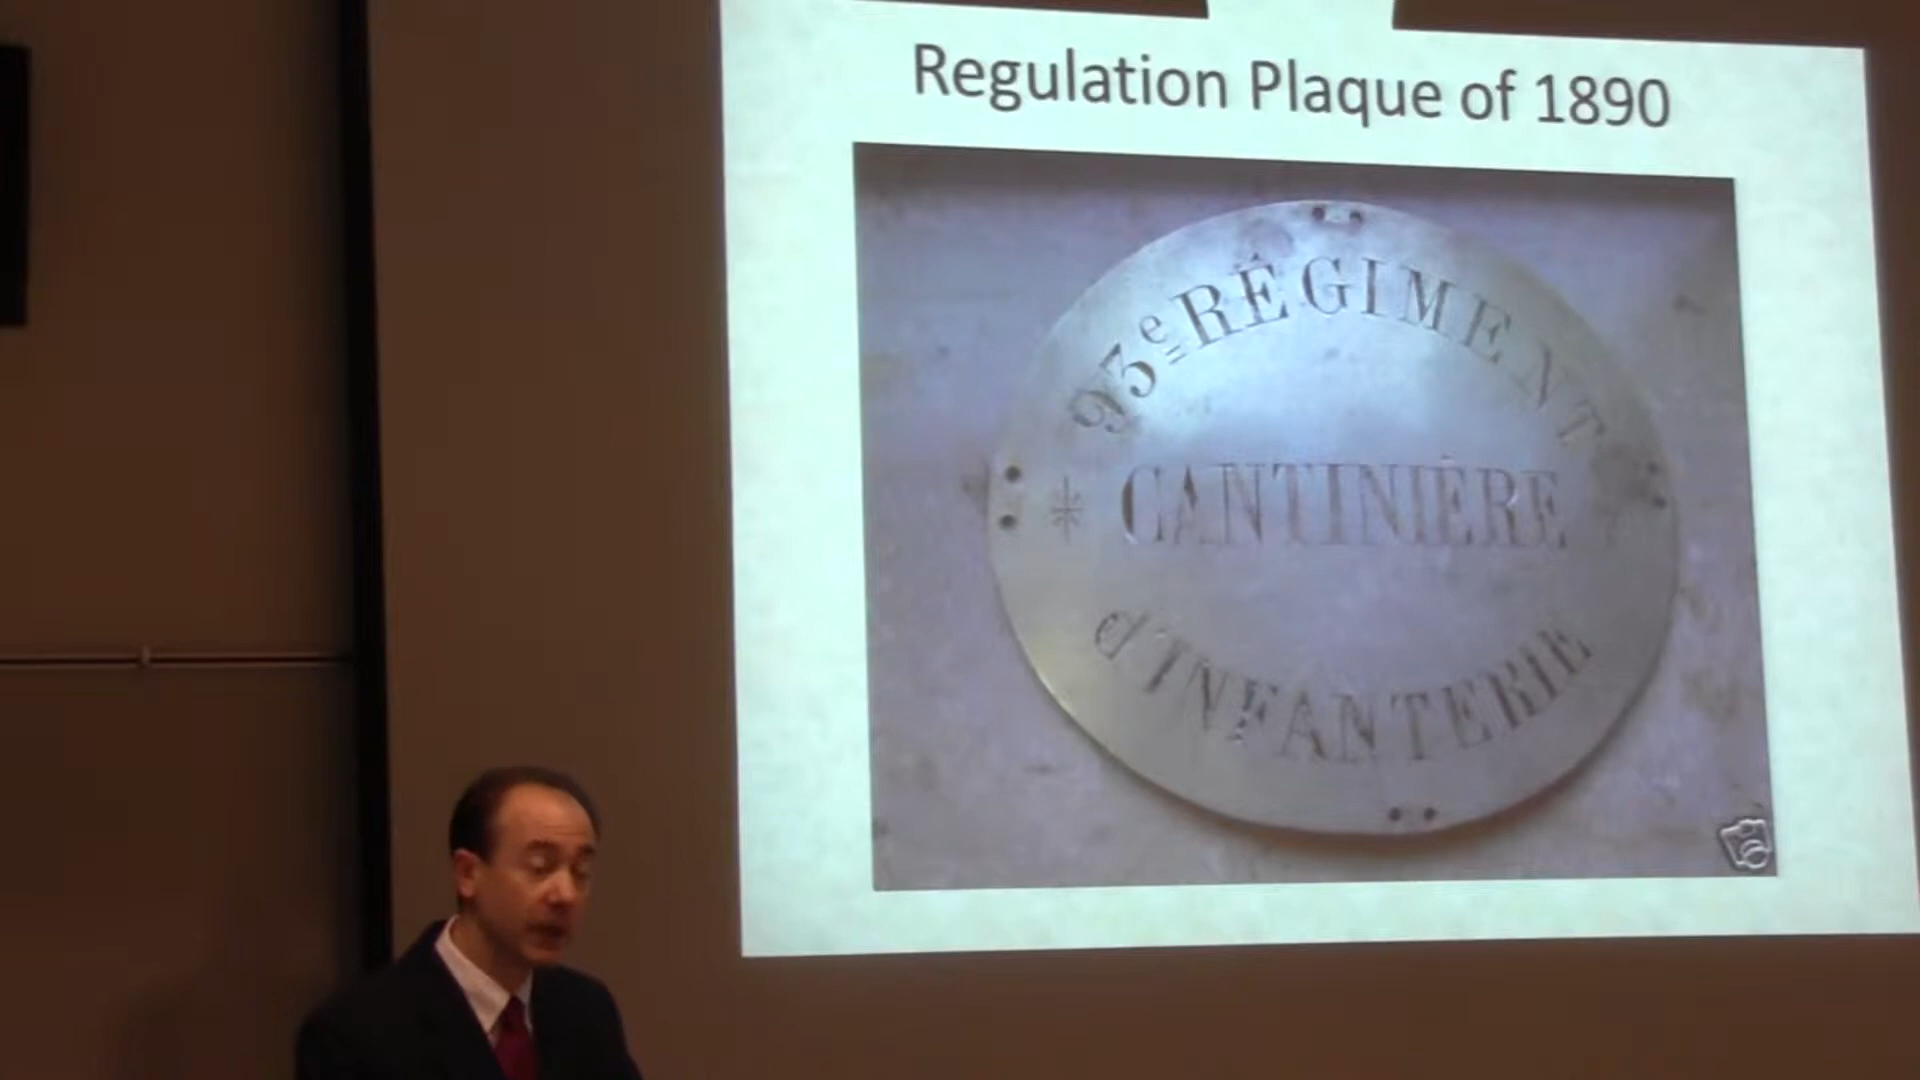 Regulation Plaque of 1890
93e RÉGIMENT
* CANTINIÈRE *
d'INFANTERIE